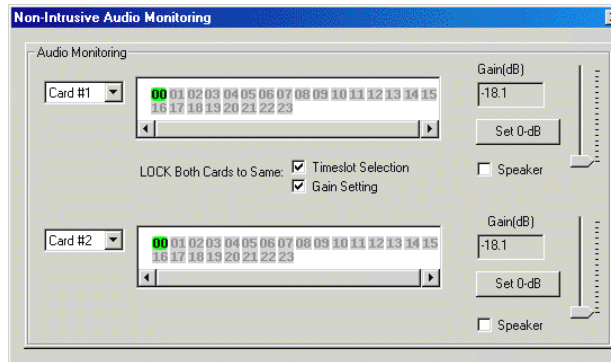 Non-Intrusive Audio Monitoring
Audio Monitoring
Card #1
00 01 02 03 04 05 06 07 08 09 10 11 12 13 14 15
16 17 18 19 20 21 22 23
Gain(dB)
-18.1
Set 0-dB
Speaker
LOCK Both Cards to Same:
Timeslot Selection
Gain Setting
Card #2
00 01 02 03 04 05 06 07 08 09 10 11 12 13 14 15
16 17 18 19 20 21 22 23
Gain(dB)
-18.1
Set 0-dB
Speaker